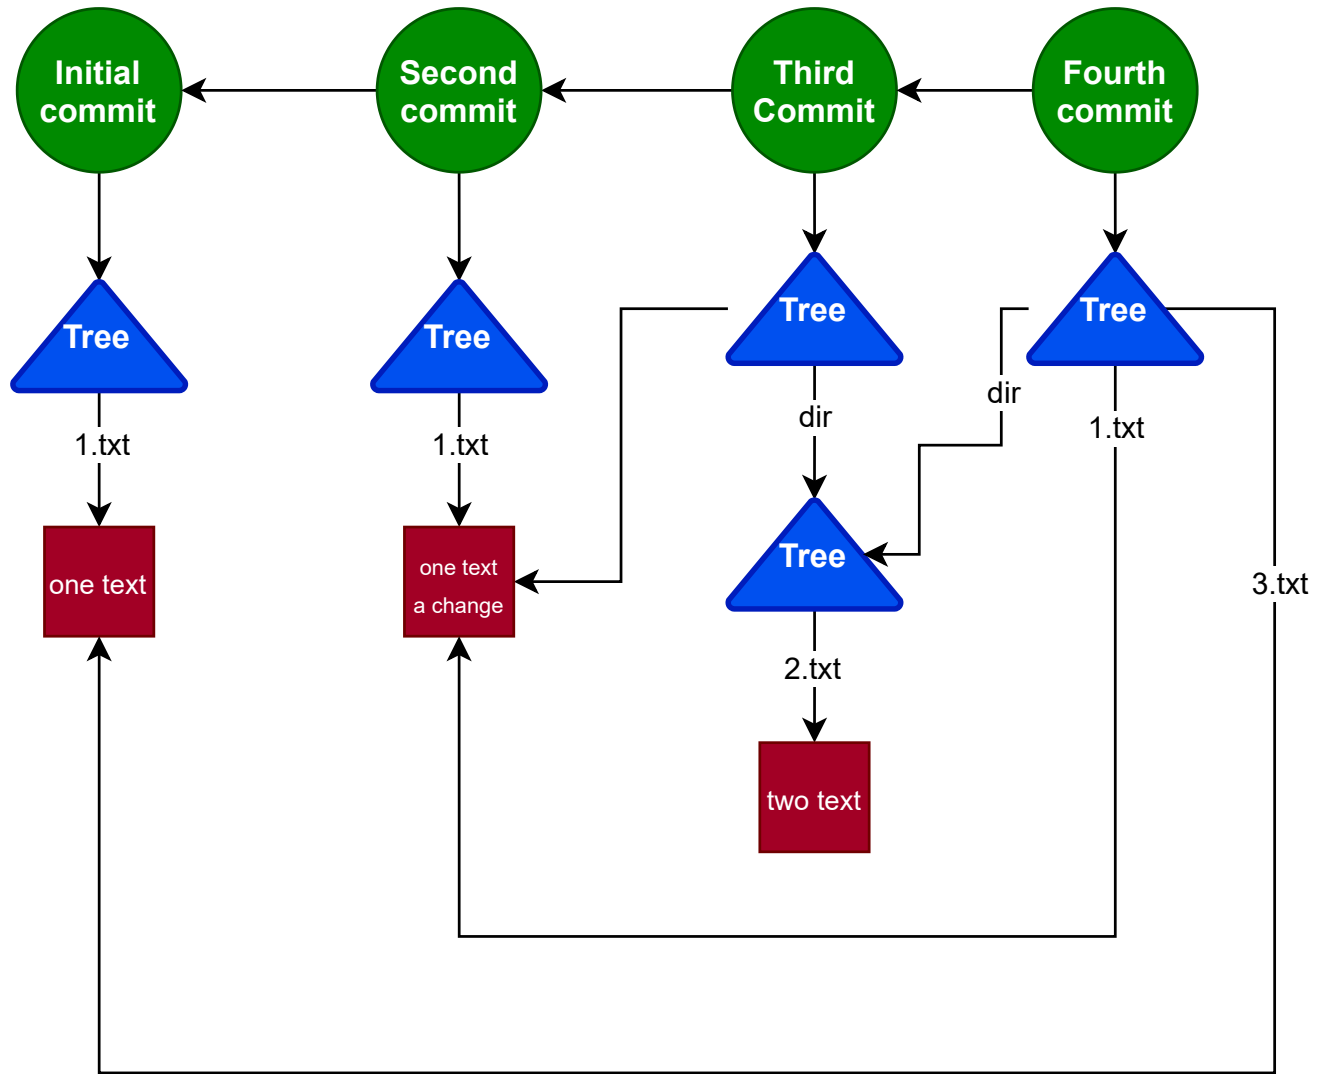 Initial
commit
Second
commit
Third
Commit
Fourth
commit
Tree
Tree
Tree
Tree
dir
dir
1.txt
1.txt
1.txt
Tree
one text
one text
a change
3.txt
2.txt
two text